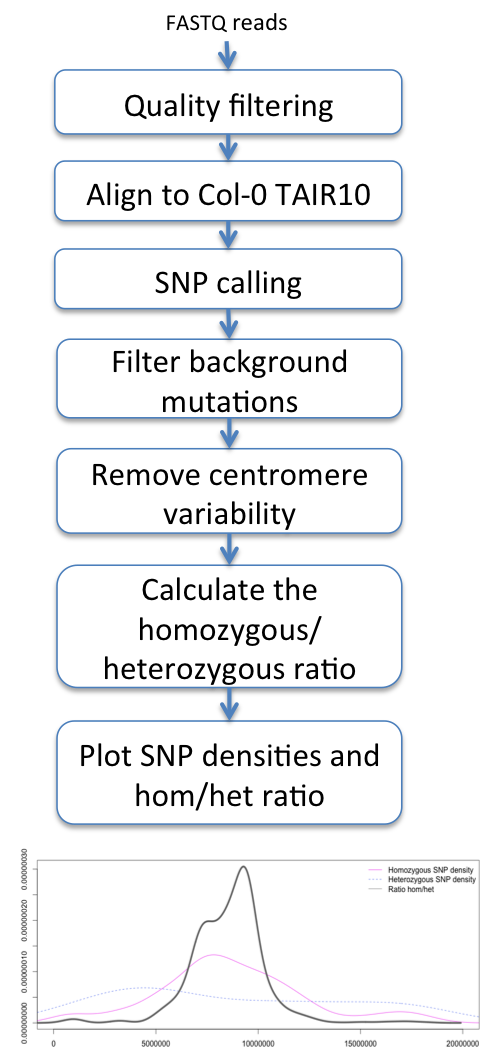 FASTQ reads
Quality filtering
Align to Col-0 TAIR10
SNP calling
Filter background
mutations
Remove centromere
variability
Calculate the
homozygous/
heterozygous ratio
Plot SNP densities and
hom/het ratio
0.00000030
0.00000020
0.00000010
0.00000000
Homozygous SNP density
Heterozygous SNP density
Ratio hom/het
0 5000000 10000000 15000000 20000000